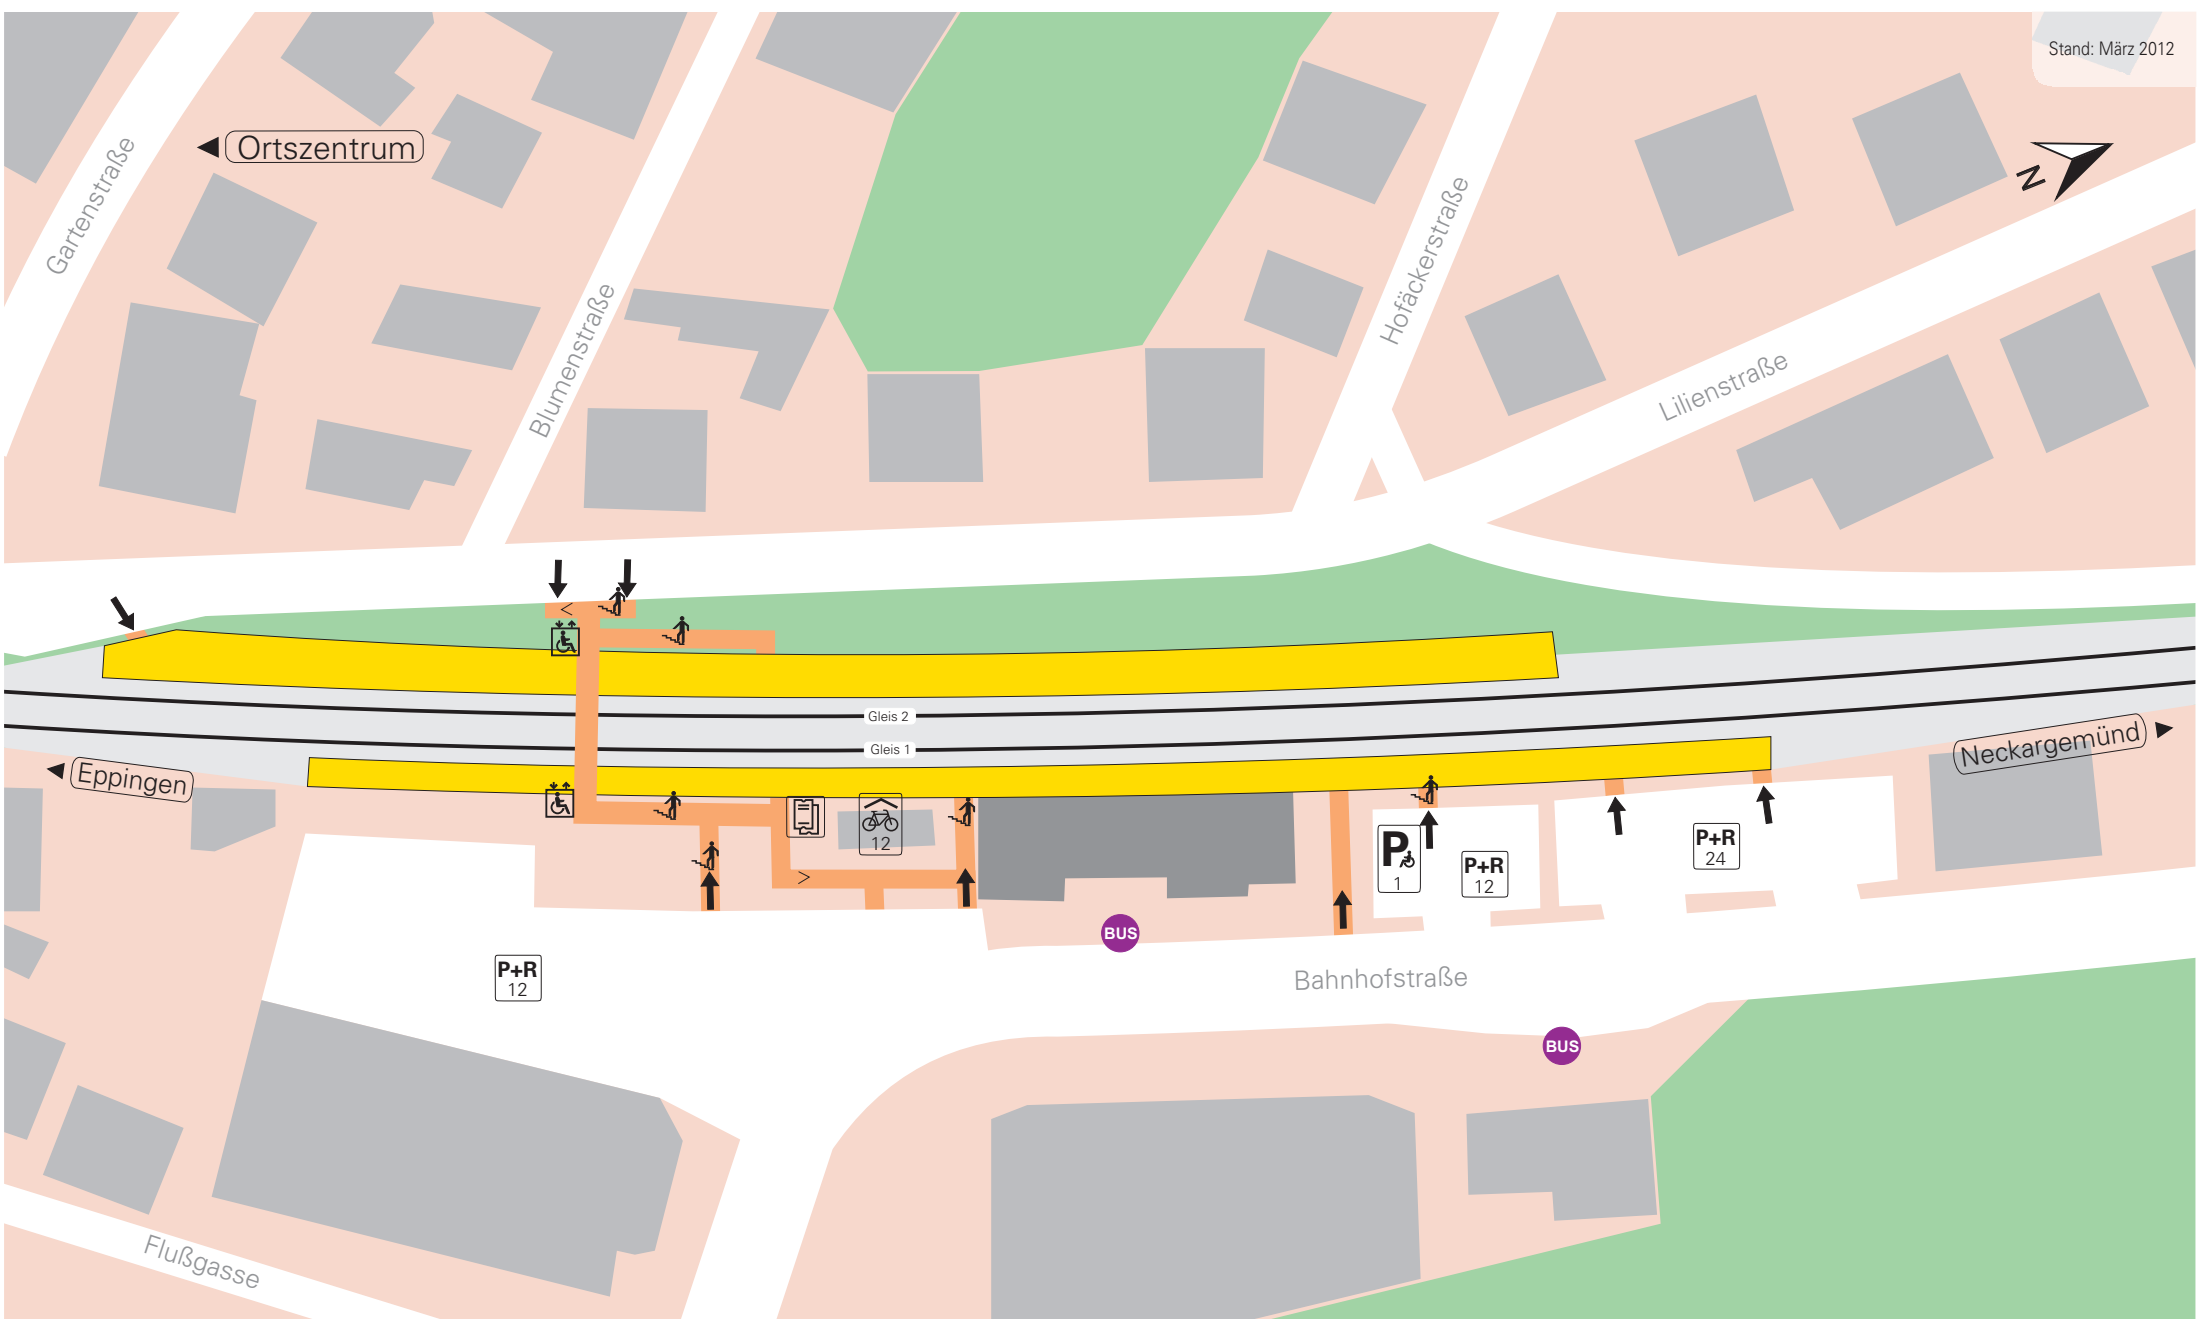 Stand: März 2012
Ortszentrum
Gartenstraße
Blumenstraße
Hofäckerstraße
Lilienstraße
N
Gleis 2
Gleis 1
Eppingen
Neckargemünd
12
P
1
P+R
12
P+R
24
BUS
P+R
12
Bahnhofstraße
BUS
Flußgasse